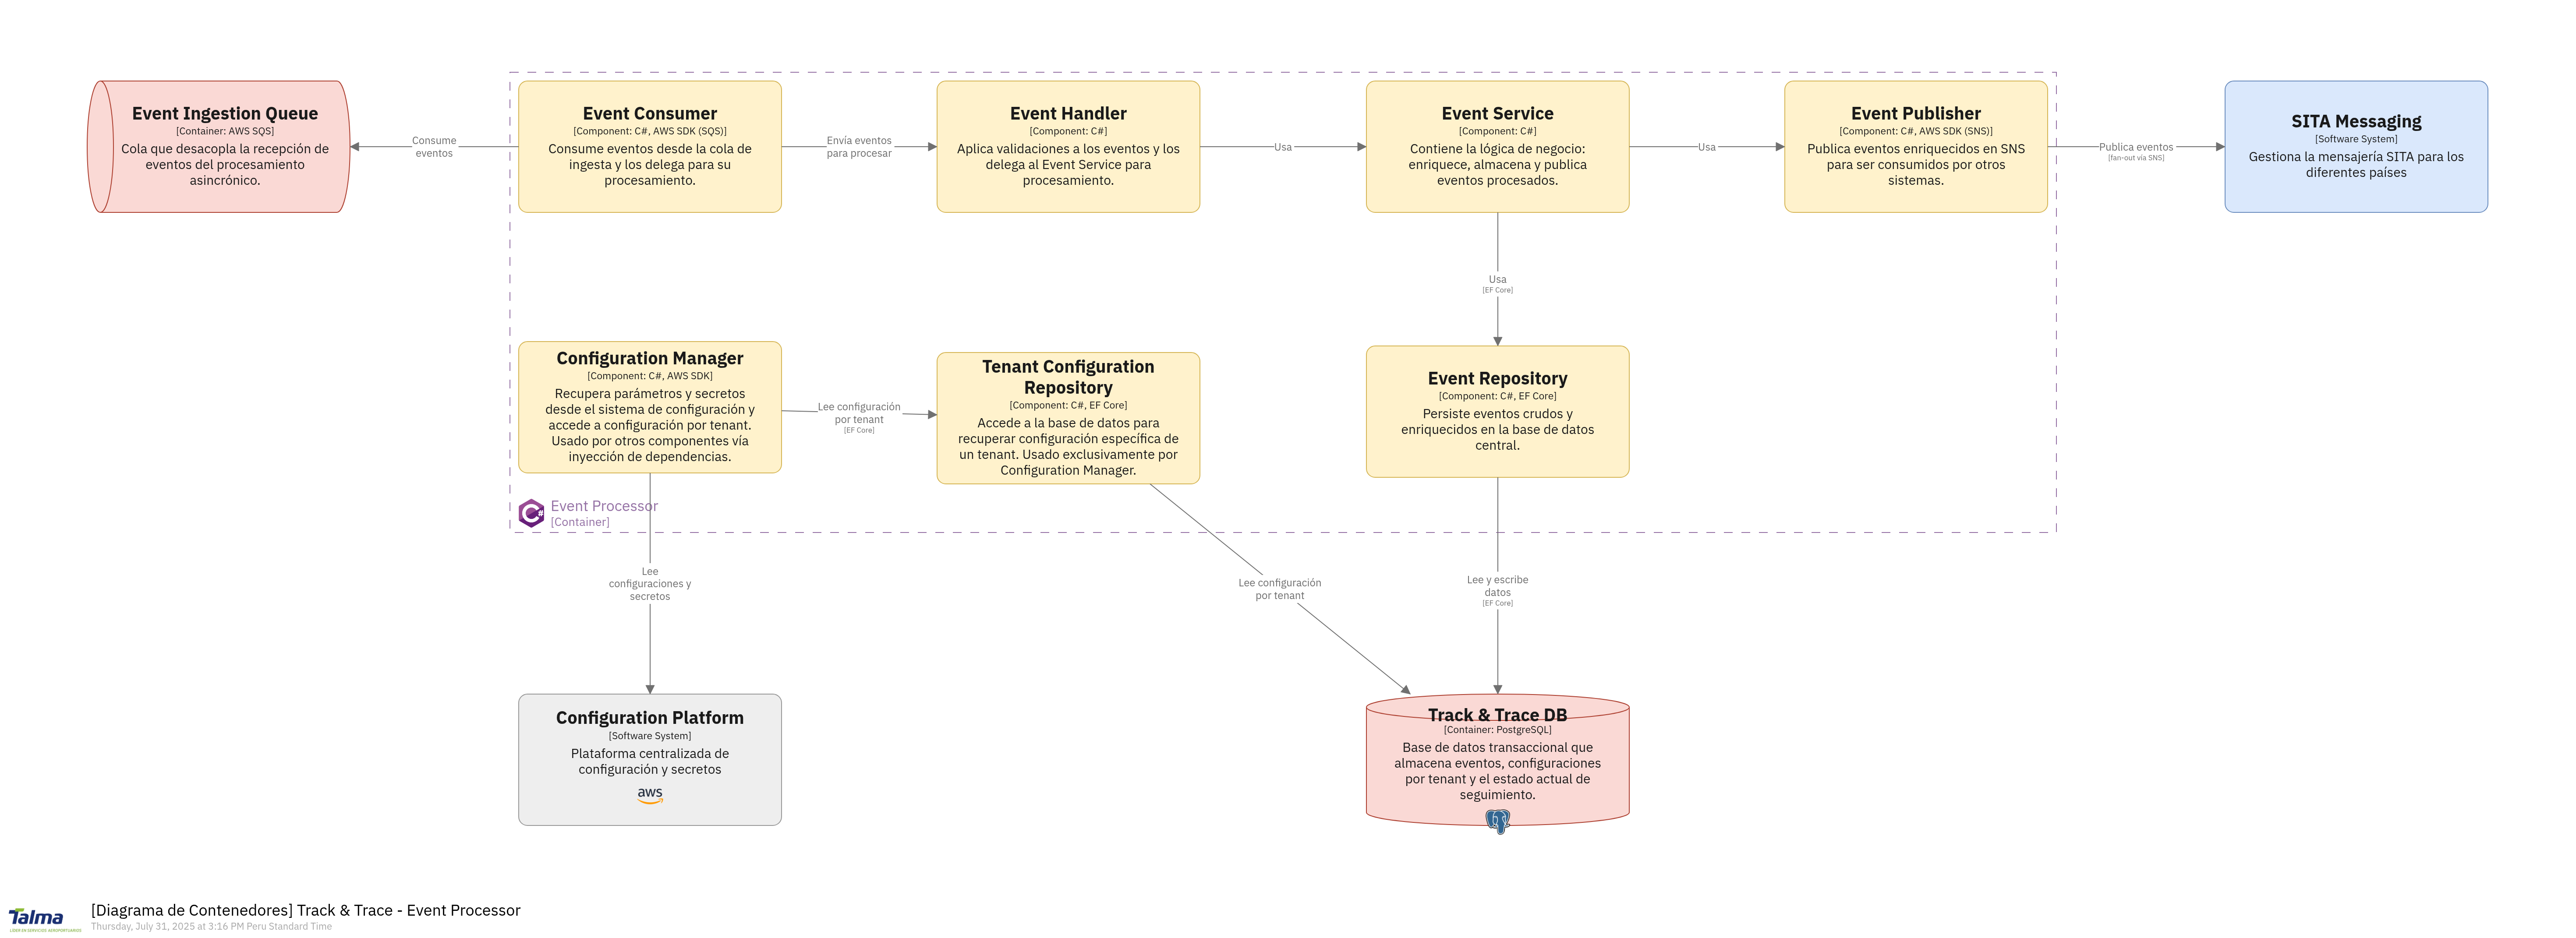 Event Ingestion Queue
[Container: AWS SQS]
Cola que desacopla la recepción de
eventos del procesamiento
asincrónico.
Consume
eventos
Event Consumer
[Component: C#, AWS SDK (SQS)]
Consume eventos desde la cola de
ingesta y los delega para su
procesamiento.
Envía eventos
para procesar
Event Handler
[Component: C#]
Aplica validaciones a los eventos y los
delega al Event Service para
procesamiento.
Usa
Event Service
[Component: C#]
Contiene la lógica de negocio:
enriquece, almacena y publica
eventos procesados.
Usa
Event Publisher
[Component: C#, AWS SDK (SNS)]
Publica eventos enriquecidos en SNS
para ser consumidos por otros
sistemas.
Publica eventos
[fan-out vía SNS]
SITA Messaging
[Software System]
Gestiona la mensajería SITA para los
diferentes países
Usa
[EF Core]
Configuration Manager
[Component: C#, AWS SDK]
Recupera parámetros y secretos
desde el sistema de configuración y
accede a configuración por tenant.
Usado por otros componentes vía
inyección de dependencias.
Lee configuración
por tenant
[EF Core]
Tenant Configuration
Repository
[Component: C#, EF Core]
Accede a la base de datos para
recuperar configuración específica de
un tenant. Usado exclusivamente por
Configuration Manager.
Event Repository
[Component: C#, EF Core]
Persiste eventos crudos y
enriquecidos en la base de datos
central.
Event Processor
[Container]
Lee
configuraciones y
secretos
Lee configuración
por tenant
Lee y escribe
datos
[EF Core]
Configuration Platform
[Software System]
Plataforma centralizada de
configuración y secretos
aws
Track & Trace DB
[Container: PostgreSQL]
Base de datos transaccional que
almacena eventos, configuraciones
por tenant y el estado actual de
seguimiento.
Talma
LÍDER EN SERVICIOS AEROPORTUARIOS
[Diagrama de Contenedores] Track & Trace - Event Processor
Thursday, July 31, 2025 at 3:16 PM Peru Standard Time